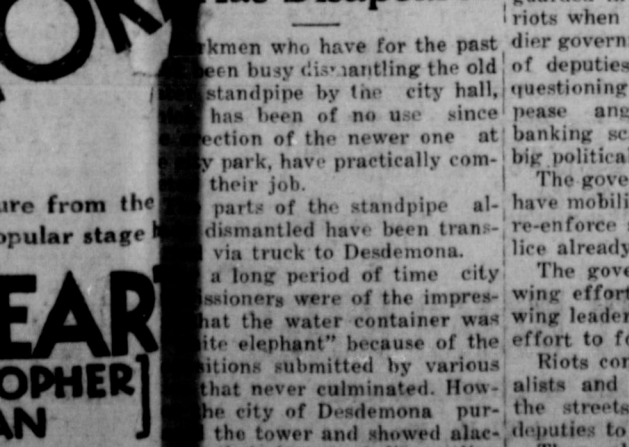 ON
ure from the
opular stage
EAR
OPHER]
AN
rkmen who have for the past
een busy dismantling the old
standpipe by the city hall,
has been of no use since
ection of the newer one at
y park, have practically com-
their job.
parts of the standpipe al-
dismantled have been trans-
via truck to Desdemona.
a long period of time city
ssioners were of the impres-
hat the water container was
ite elephant" because of the
itions submitted by various
that never culminated. How-
he city of Desdemona pur-
the tower and showed alac-
riots when
dier govern
of deputies
questioning
pease ang
banking sc
big politica
The gove
have mobili
re-enforce
lice already
The gove
wing effort
wing leader
effort to fo
Riots con
alists and
the streets
deputies to